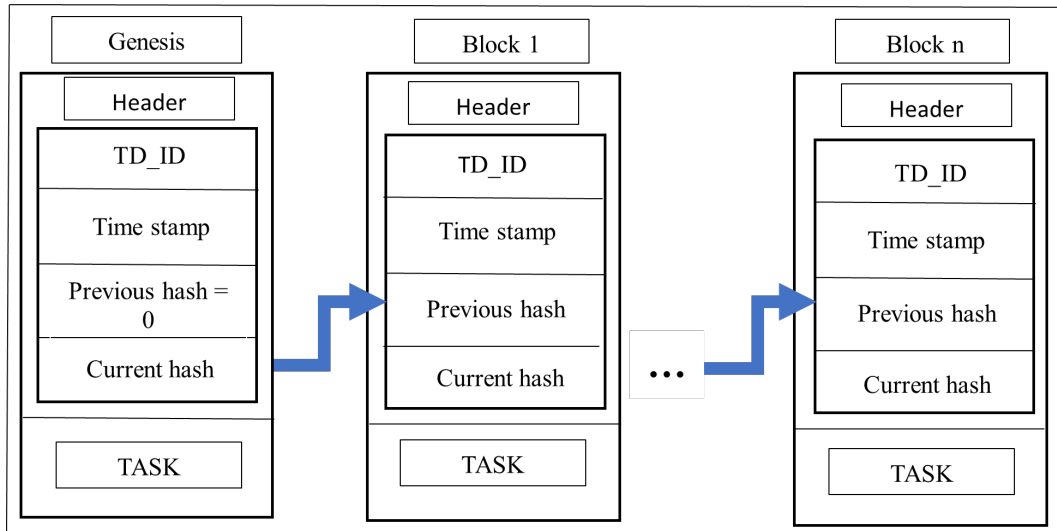 Genesis
Header
TD_ID
Time stamp
Previous hash =
0
Current hash
TASK
Block 1
Header
TD_ID
Time stamp
Previous hash
Current hash
TASK
...
Block n
Header
TD_ID
Time stamp
Previous hash
Current hash
TASK